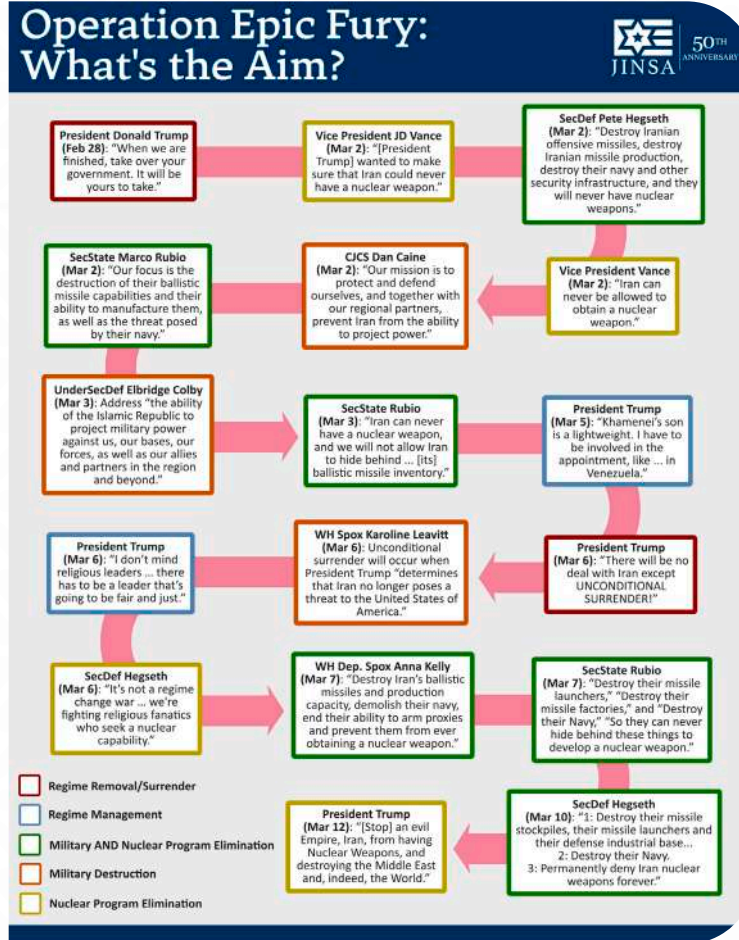 Operation Epic Fury:
What's the Aim?
JINSA
50TH
ANNIVERSARY
President Donald Trump
(Feb 28): “When we are
finished, take over your
government. It will be
yours to take.”
Vice President JD Vance
(Mar 2): “[President
Trump] wanted to make
sure that Iran could never
have a nuclear weapon.”
SecDef Pete Hegseth
(Mar 2): “Destroy Iranian
offensive missiles, destroy
Iranian missile production,
destroy their navy and other
security infrastructure, and they
will never have nuclear
weapons.”
Vice President Vance
(Mar 2): “Iran can
never be allowed to
obtain a nuclear
weapon.”
CJCS Dan Caine
(Mar 2): “Our mission is to
protect and defend
ourselves, and together with
our regional partners,
prevent Iran from the ability
to project power.”
SecState Marco Rubio
(Mar 2): “Our focus is the
destruction of their ballistic
missile capabilities and their
ability to manufacture them,
as well as the threat posed
by their navy.”
UnderSecDef Elbridge Colby
(Mar 3): Address “the ability
of the Islamic Republic to
project military power
against us, our bases, our
forces, as well as our allies
and partners in the region
and beyond.”
SecState Rubio
(Mar 3): “Iran can never
have a nuclear weapon,
and we will not allow Iran
to hide behind ... [its]
ballistic missile inventory.”
President Trump
(Mar 5): “Khamenei's son
is a lightweight. I have to
be involved in the
appointment, like ... in
Venezuela.”
President Trump
(Mar 6): “There will be no
deal with Iran except
UNCONDITIONAL
SURRENDER!”
WH Spox Karoline Leavitt
(Mar 6): Unconditional
surrender will occur when
President Trump “determines
that Iran no longer poses a
threat to the United States of
America.”
President Trump
(Mar 6): “I don't mind
religious leaders ... there
has to be a leader that's
going to be fair and just.”
SecDef Hegseth
(Mar 6): “It's not a regime
change war ... we're
fighting religious fanatics
who seek a nuclear
capability.”
WH Dep. Spox Anna Kelly
(Mar 7): “Destroy Iran's ballistic
missiles and production
capacity, demolish their navy,
end their ability to arm proxies
and prevent them from ever
obtaining a nuclear weapon.”
SecState Rubio
(Mar 7): “Destroy their missile
launchers,” “Destroy their
missile factories,” and “Destroy
their Navy,” “So they can never
hide behind these things to
develop a nuclear weapon.”
SecDef Hegseth
(Mar 10): “1: Destroy their missile
stockpiles, their missile launchers and
their defense industrial base...
2: Destroy their Navy.
3: Permanently deny Iran nuclear
weapons forever.”
President Trump
(Mar 12): “[Stop] an evil
Empire, Iran, from having
Nuclear Weapons, and
destroying the Middle East
and, indeed, the World.”
Regime Removal/Surrender
Regime Management
Military AND Nuclear Program Elimination
Military Destruction
Nuclear Program Elimination